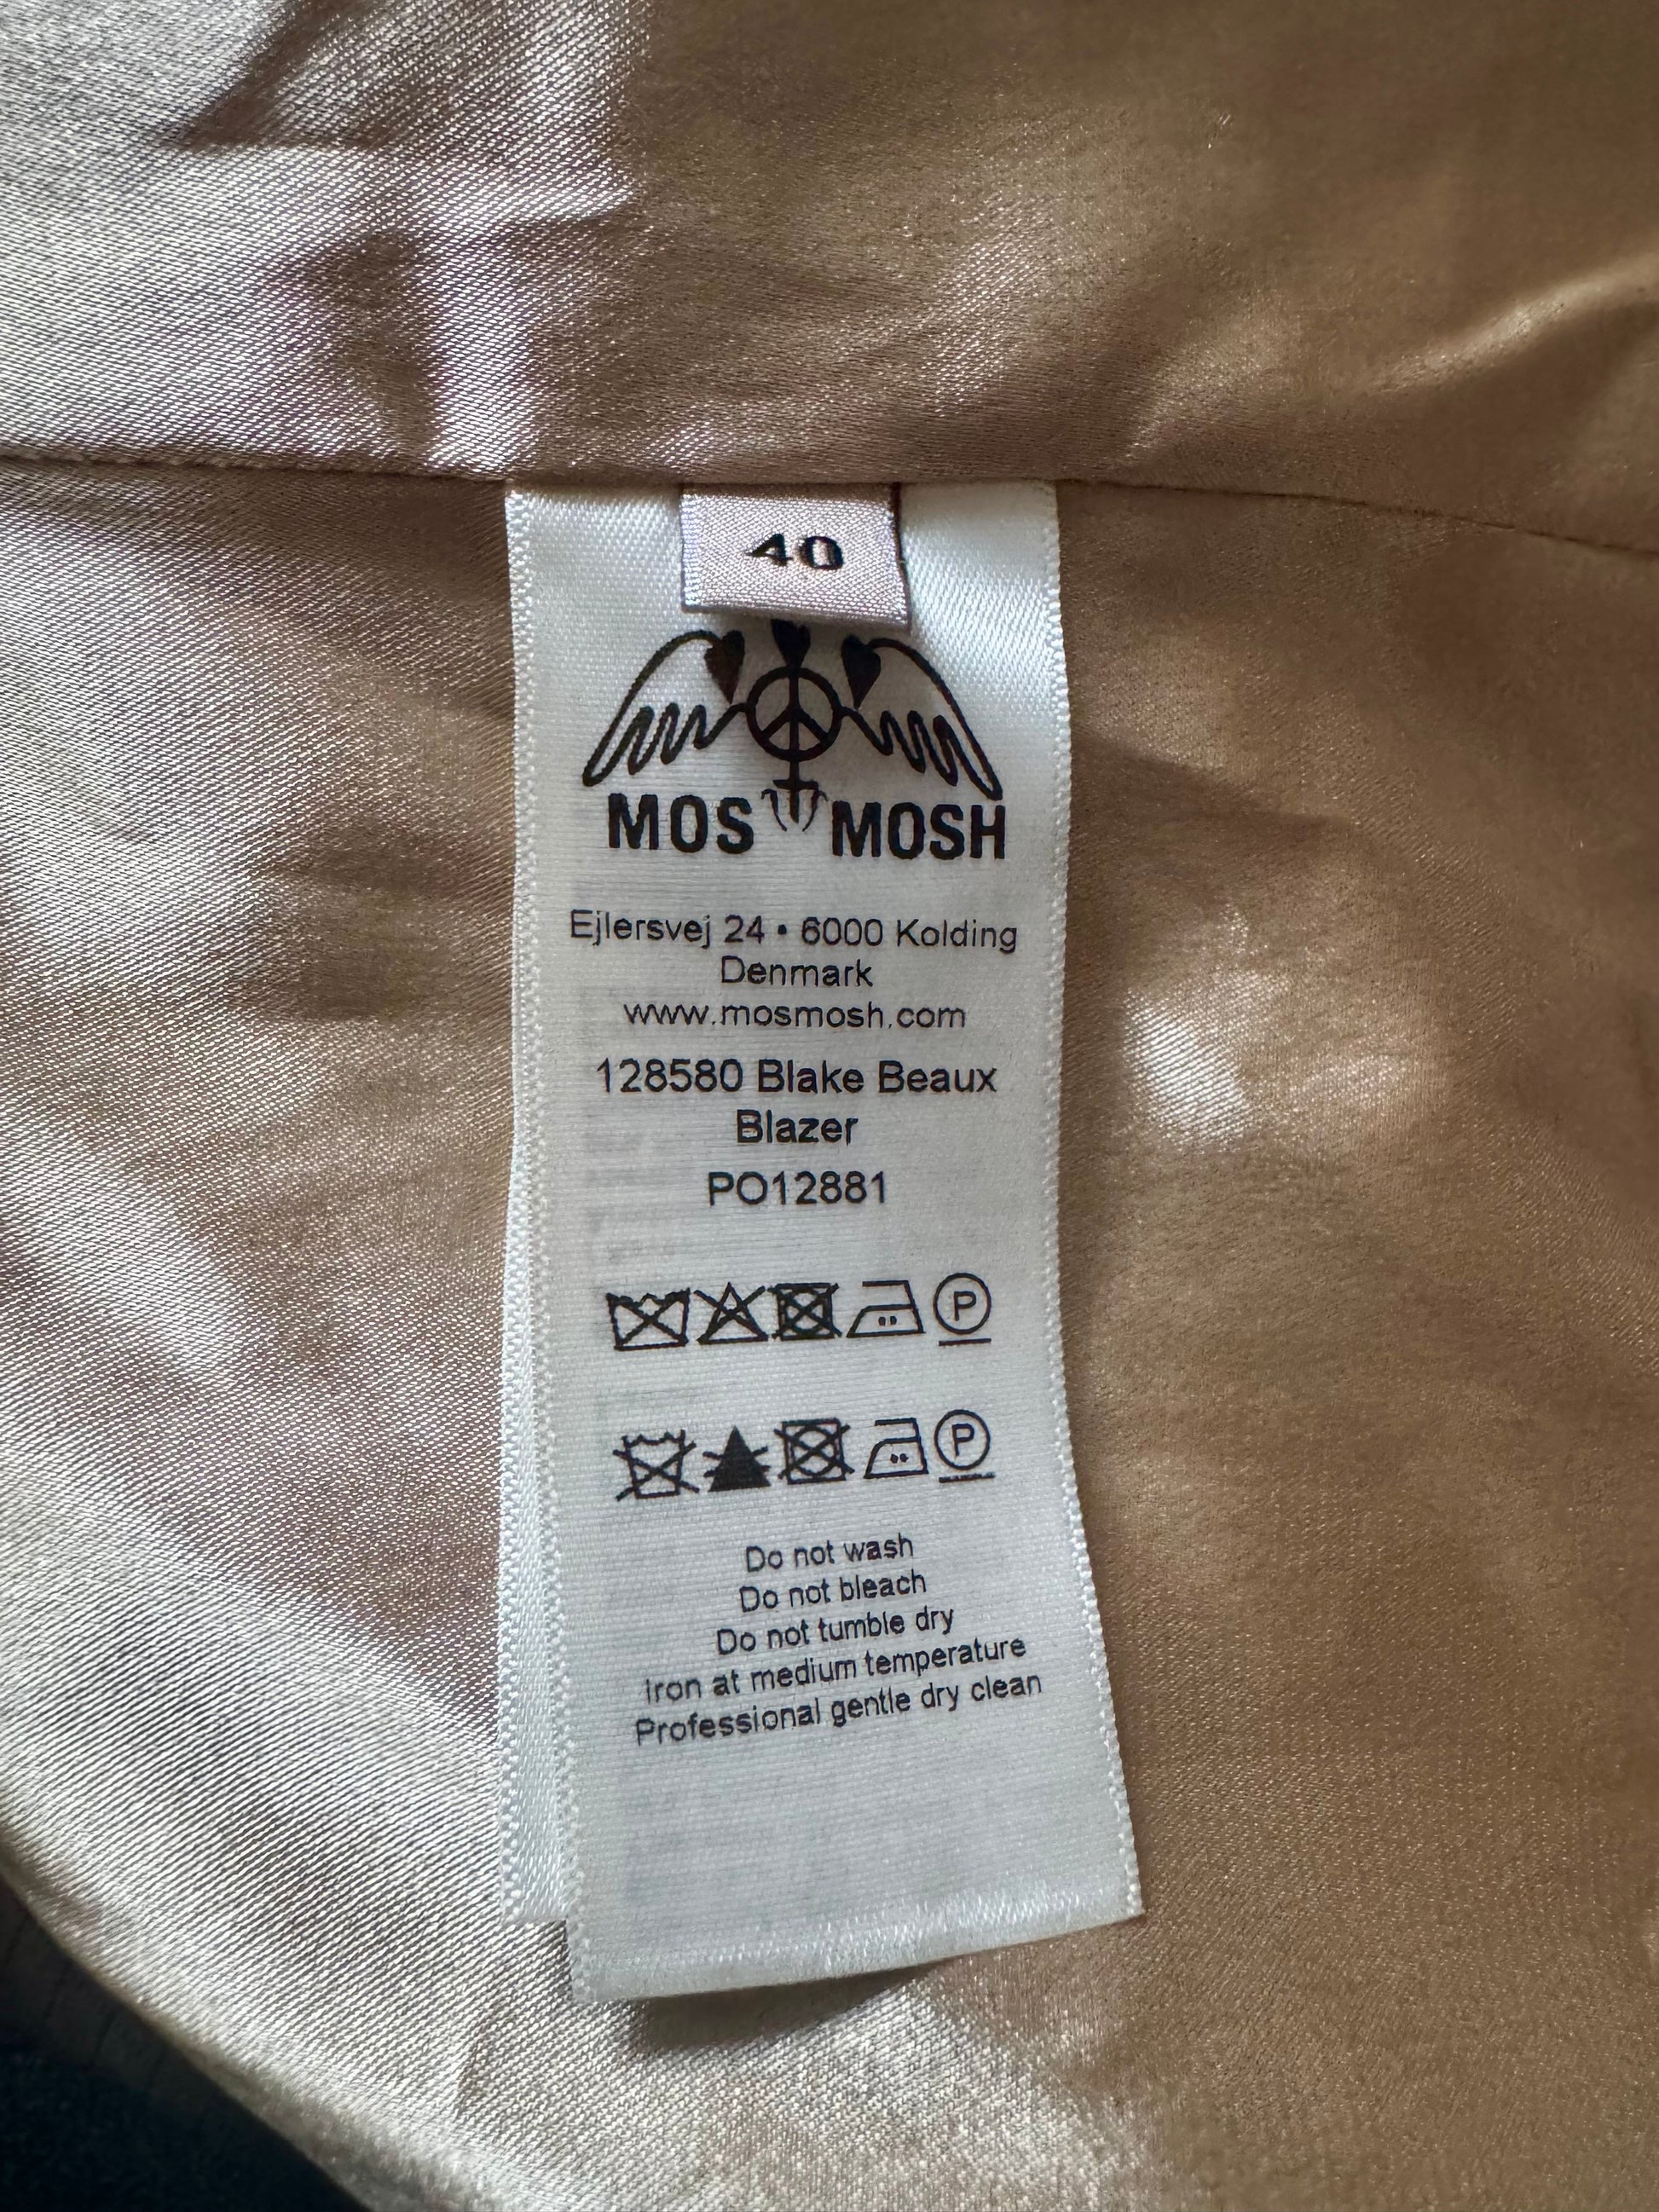 40
MOS MOSH
Ejlersvej 24 • 6000 Kolding
Denmark
www.mosmosh.com
128580 Blake Beaux
Blazer
PO12881
P
P
Do not wash
Do not bleach
Do not tumble dry
Iron at medium temperature
Professional gentle dry clean